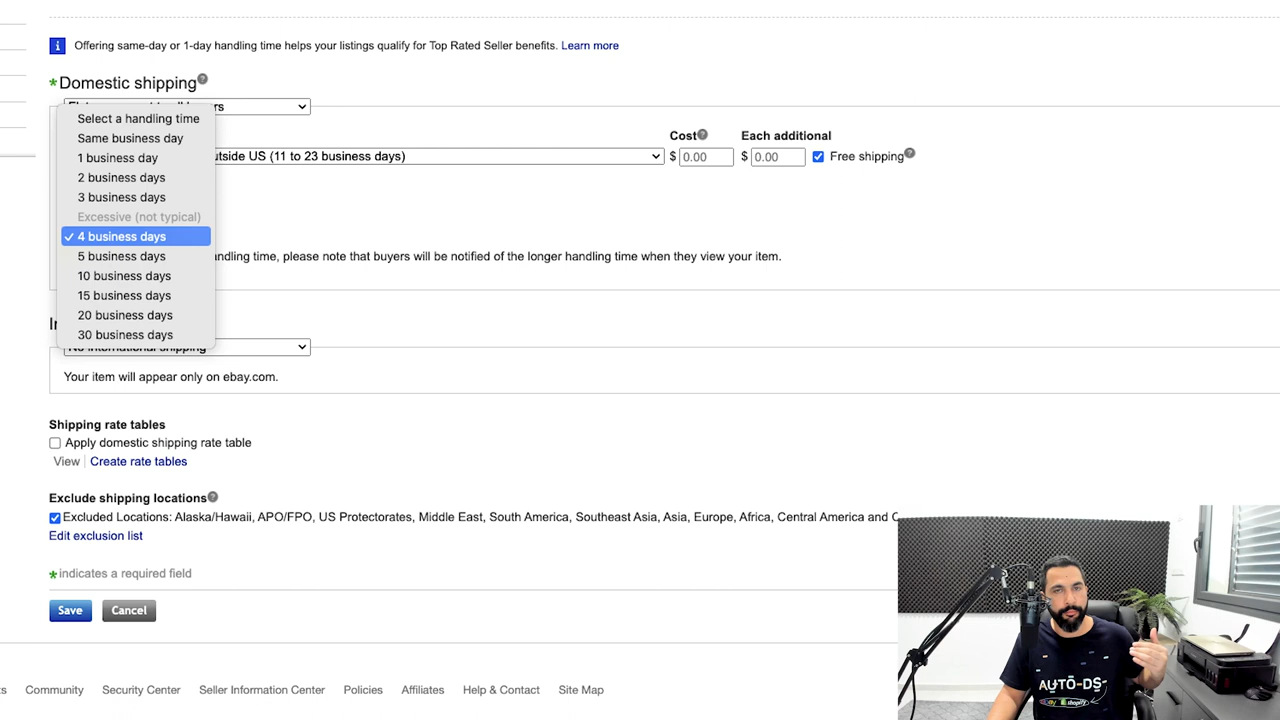 Offering same-day or 1-day handling time helps your listings qualify for Top Rated Seller benefits. Learn more
*Domestic shipping
Select a handling time
Same business day
1 business day
2 business days
3 business days
Excessive (not typical)
✓ 4 business days
5 business days
10 business days
15 business days
20 business days
30 business days
Cost
Each additional
utside US (11 to 23 business days)
$ 0.00
$ 0.00
Free shipping
ndling time, please note that buyers will be notified of the longer handling time when they view your item.
No international shipping
Your item will appear only on ebay.com.
Shipping rate tables
Apply domestic shipping rate table
View | Create rate tables
Exclude shipping locations
Excluded Locations: Alaska/Hawaii, APO/FPO, US Protectorates, Middle East, South America, Southeast Asia, Asia, Europe, Africa, Central America and C
Edit exclusion list
*indicates a required field
Save
Cancel
ts
Community
Security Center
Seller Information Center
Policies
Affiliates
Help & Contact
Site Map
AUTO-DS
ebay
shopify